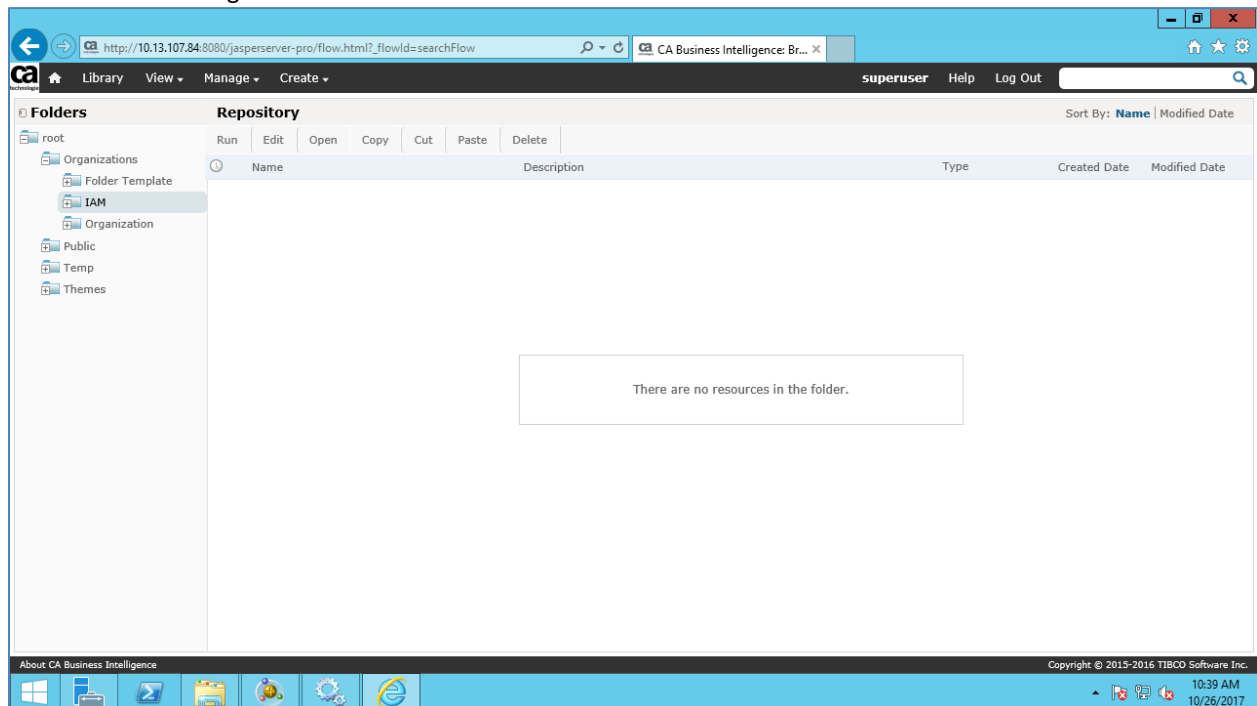 http://10.13.107.84:8080/jasperserver-pro/flow.html?_flowId=searchFlow
CA Business Intelligence: Br...
ca technologies Library View Manage Create superuser Help Log Out
Folders
Repository
Sort By: Name | Modified Date
root
Run Edit Open Copy Cut Paste Delete
Organizations
Name Description Type Created Date Modified Date
Folder Template
IAM
Organization
Public
Temp
Themes
There are no resources in the folder.
About CA Business Intelligence
Copyright © 2015-2016 TIBCO Software Inc.
10:39 AM
10/26/2017